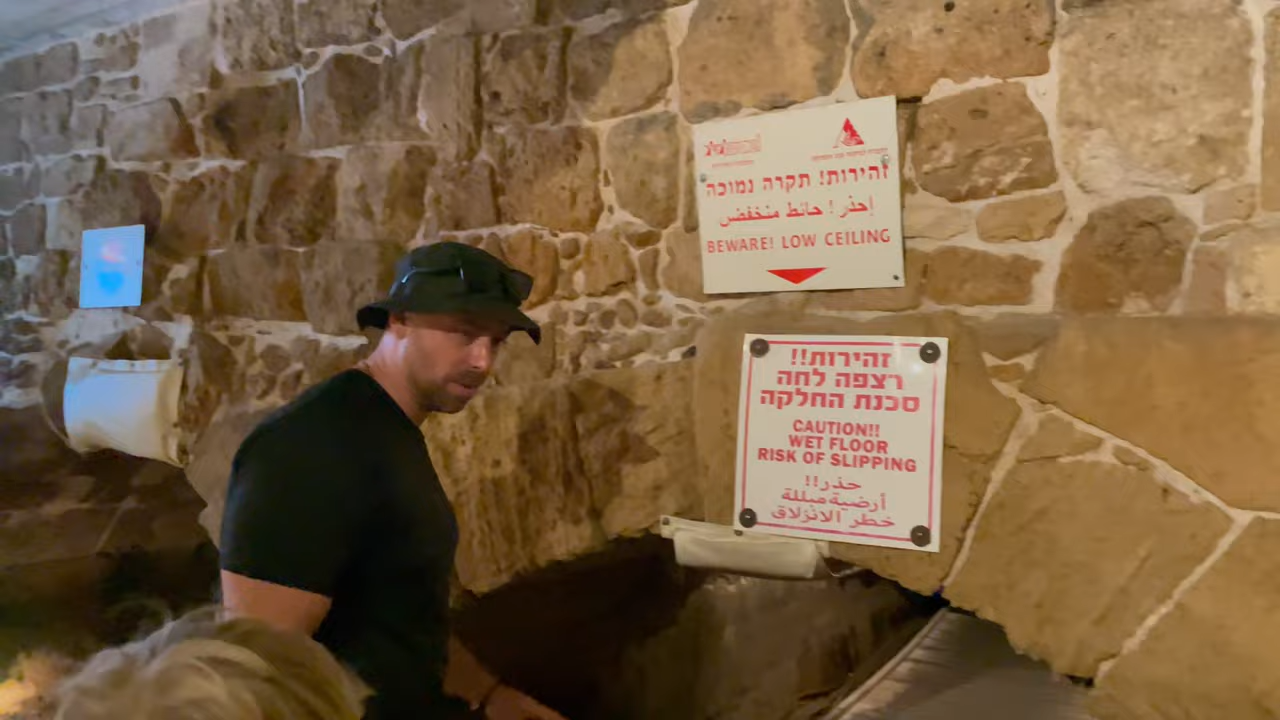 זהירות! תקרה נמוכה
إحذر! حائط منخفض
BEWARE! LOW CEILING
זהירות!!
רצפה לחה
סכנת החלקה
CAUTION!!
WET FLOOR
RISK OF SLIPPING
حذر!!
أرضية مبللة
خطر الانزلاق